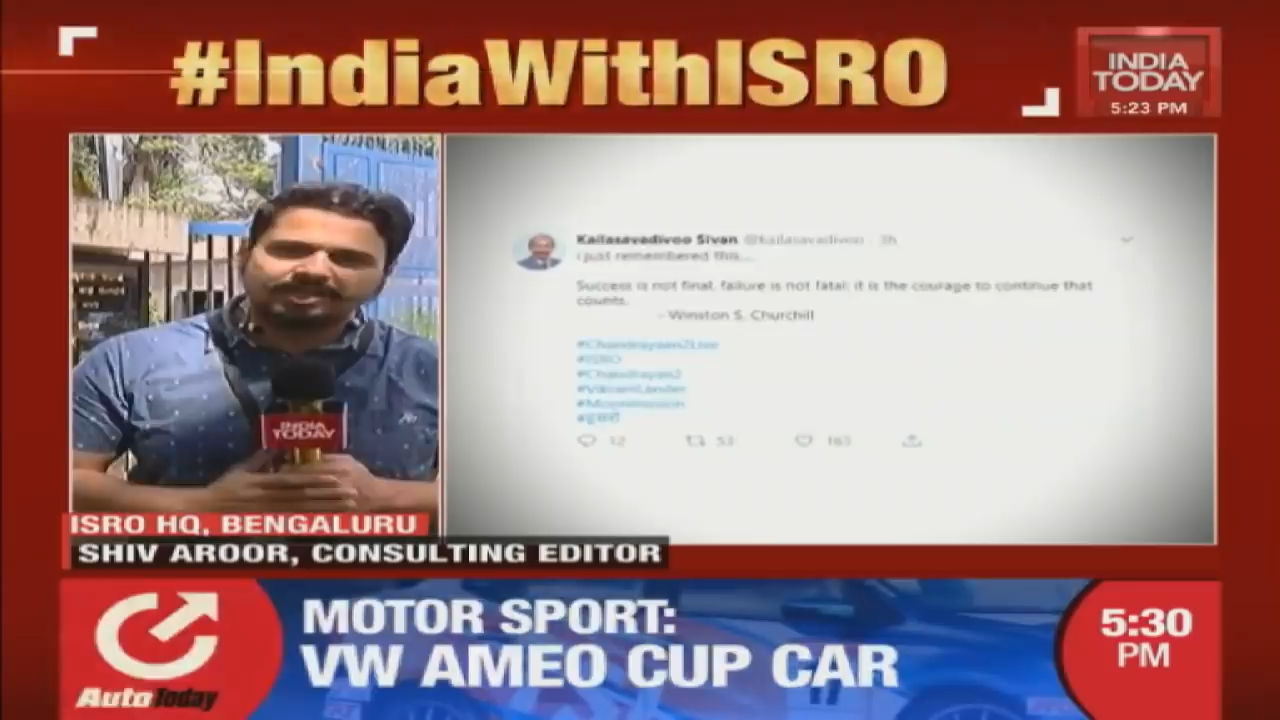 #IndiaWithISRO
INDIA
TODAY
5:23 PM
Kailasavadivoo Sivan @kailasavadivoo · 3h
i just remembered this....
Success is not final, failure is not fatal: it is the courage to continue that
counts.
- Winston S. Churchill
#ISRO
#Chandrayan2
#VikramLander
#Moonmission
12 53 163
INDIA
TODAY
ISRO HQ, BENGALURU
SHIV AROOR, CONSULTING EDITOR
MOTOR SPORT:
VW AMEO CUP CAR
5:30
PM
AutoToday